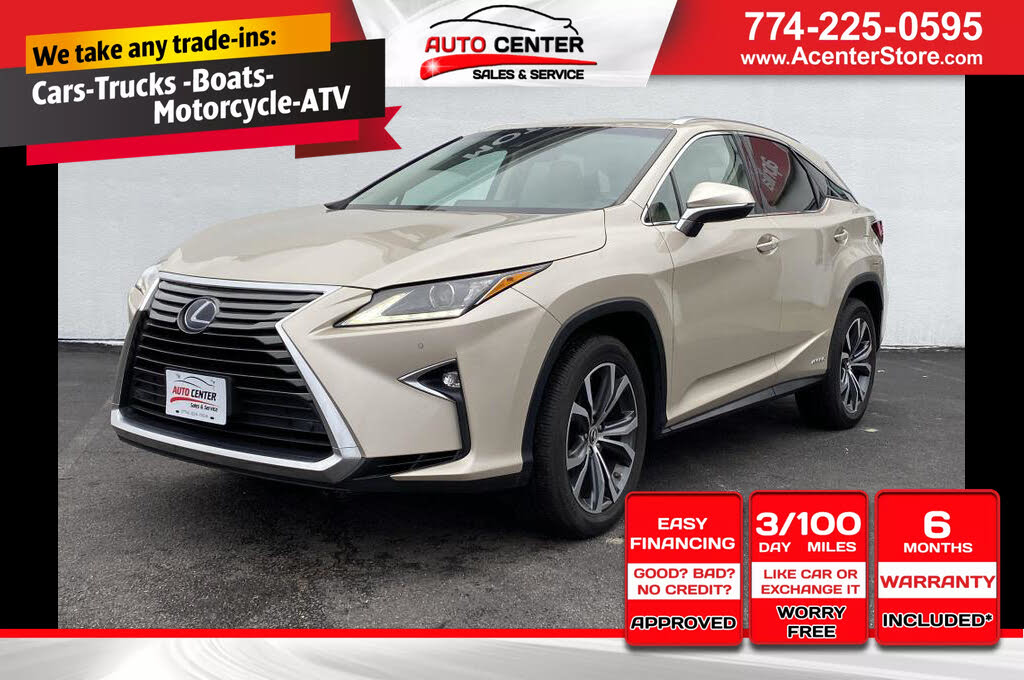 We take any trade-ins:
Cars-Trucks -Boats-
Motorcycle-ATV
AUTO CENTER
SALES & SERVICE
774-225-0595
www.AcenterStore.com
AUTO CENTER
Sales & Service
EASY
FINANCING
GOOD? BAD?
NO CREDIT?
APPROVED
3/100
DAY MILES
LIKE CAR OR
EXCHANGE IT
WORRY
FREE
6
MONTHS
WARRANTY
INCLUDED*